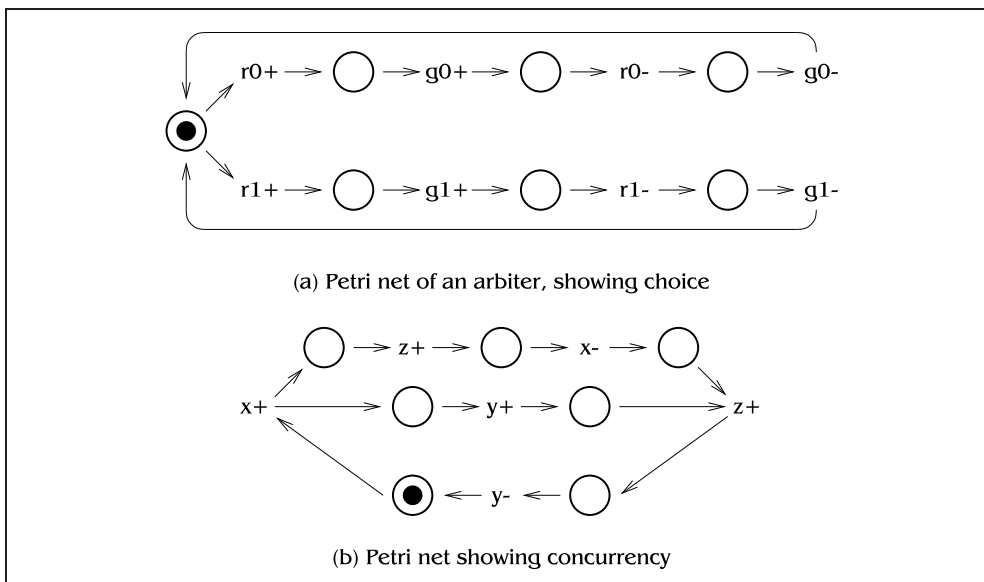 r0+ g0+ r0- g0-
r1+ g1+ r1- g1-
(a) Petri net of an arbiter, showing choice
z+ x-
x+ y+ z+
y-
(b) Petri net showing concurrency